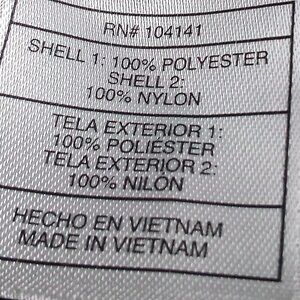 RN# 104141
SHELL 1: 100% POLYESTER
SHELL 2:
100% NYLON
TELA EXTERIOR 1:
100% POLIESTER
TELA EXTERIOR 2:
100% NILÓN
HECHO EN VIETNAM
MADE IN VIETNAM